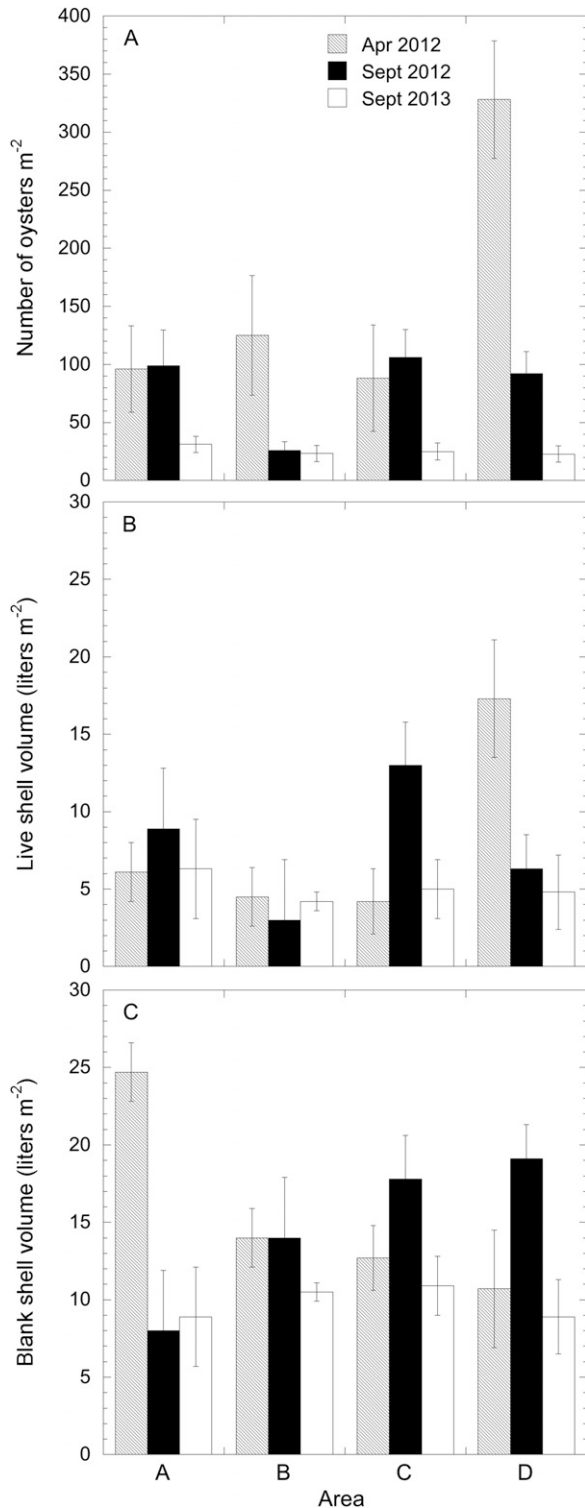 A
Apr 2012
Sept 2012
Sept 2013
400
350
300
250
200
150
100
50
0
Number of oysters m-2
B
30
25
20
15
10
5
0
Live shell volume (liters m-2)
C
30
25
20
15
10
5
0
Blank shell volume (liters m-2)
A B C D
Area